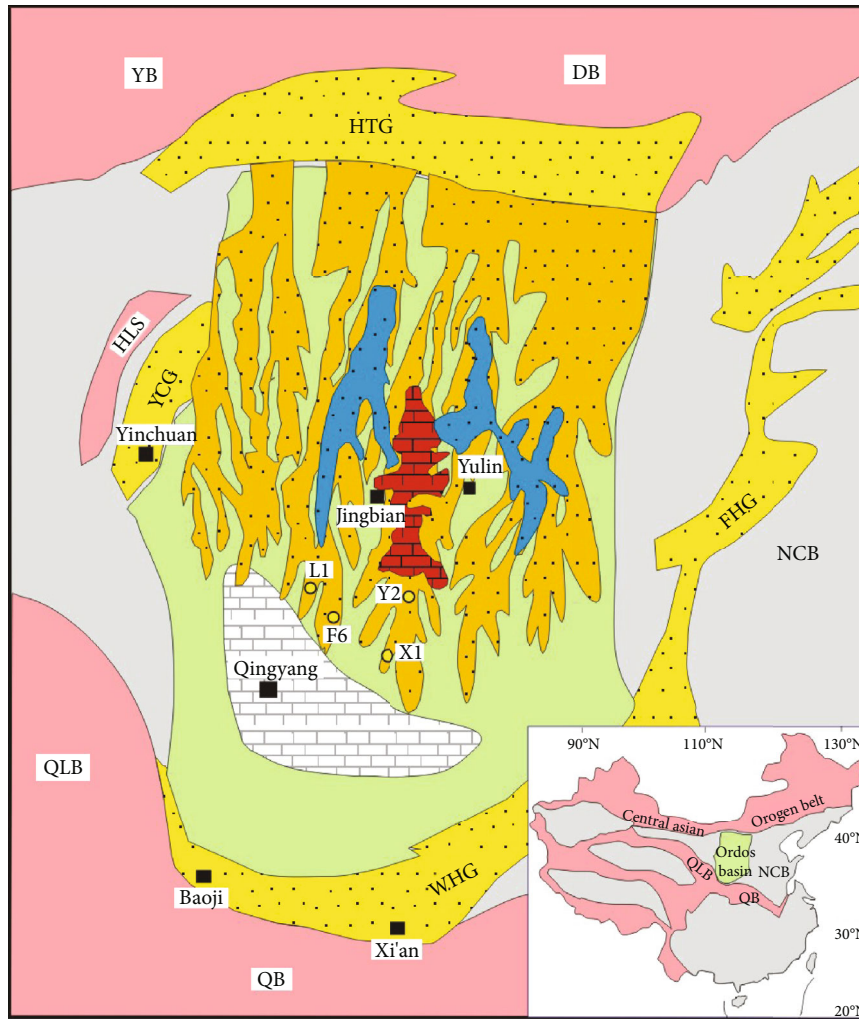 YB
DB
HTG
HLS
YCG
Yinchuan
Yulin
Jingbian
FHG
NCB
L1
Y2
F6
X1
Qingyang
QLB
90°N
110°N
130°N
Central asian
Orogen belt
40°N
Ordos
basin
QLB
NCB
QB
WHG
Baoji
Xi'an
30°N
QB
20°N